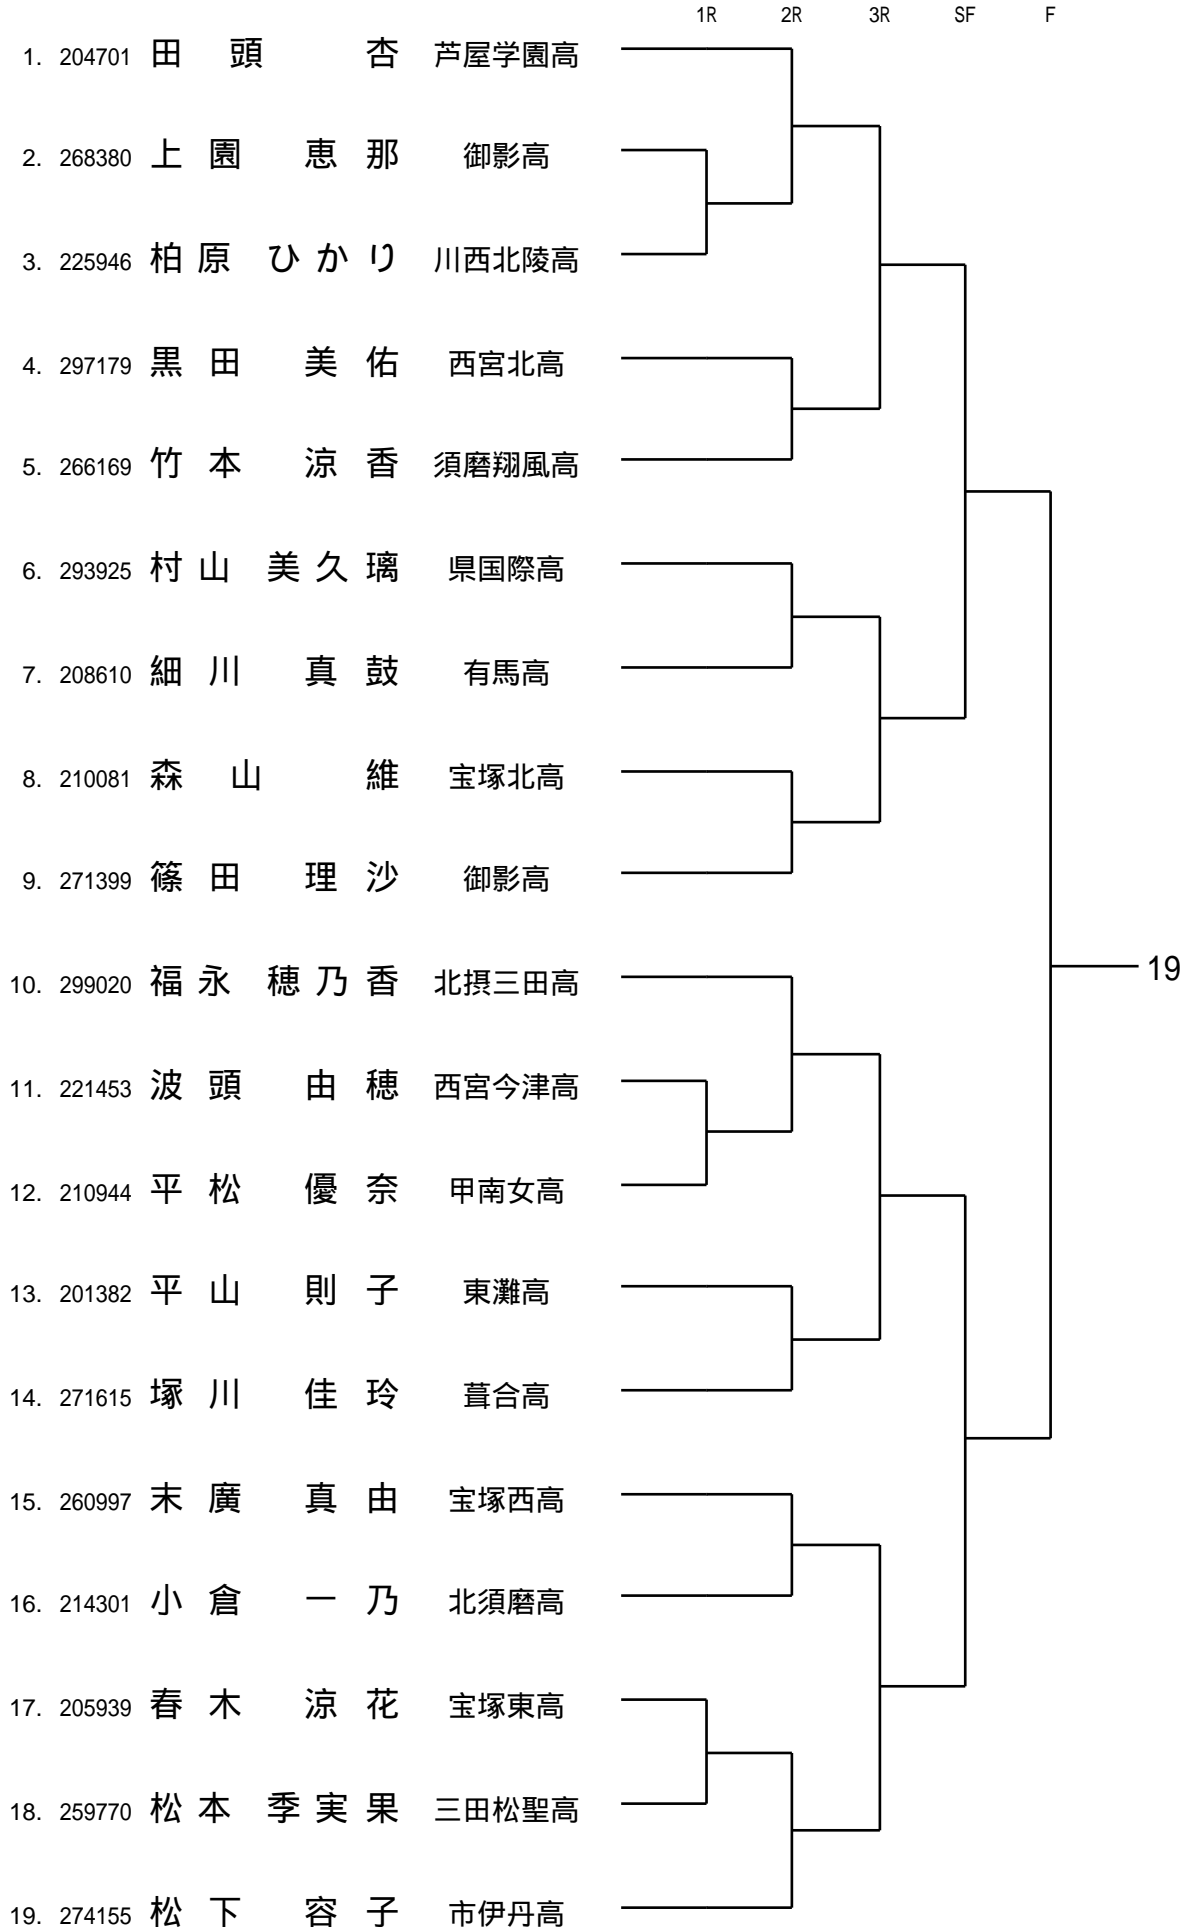 1R 2R 3R SF F
1. 204701 田 頭 杏 芦屋学園高
2. 268380 上 園 恵 那 御影高
3. 225946 柏 原 ひ か り 川西北陵高
4. 297179 黒 田 美 佑 西宮北高
5. 266169 竹 本 涼 香 須磨翔風高
6. 293925 村 山 美 久 璃 県国際高
7. 208610 細 川 真 鼓 有馬高
8. 210081 森 山 維 宝塚北高
9. 271399 篠 田 理 沙 御影高
10. 299020 福 永 穂 乃 香 北摂三田高
19
11. 221453 波 頭 由 穂 西宮今津高
12. 210944 平 松 優 奈 甲南女高
13. 201382 平 山 則 子 東灘高
14. 271615 塚 川 佳 玲 葺合高
15. 260997 末 廣 真 由 宝塚西高
16. 214301 小 倉 一 乃 北須磨高
17. 205939 春 木 涼 花 宝塚東高
18. 259770 松 本 季 実 果 三田松聖高
19. 274155 松 下 容 子 市伊丹高